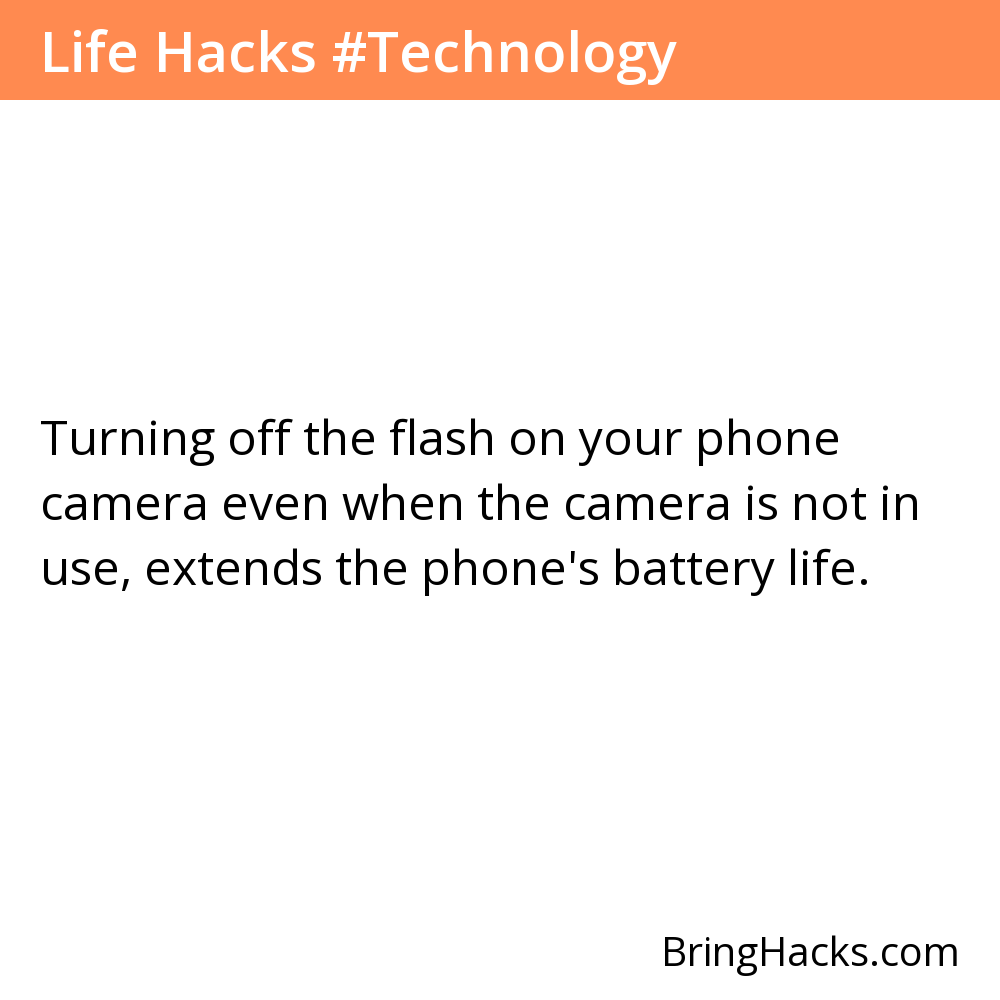 Life Hacks #Technology
Turning off the flash on your phone
camera even when the camera is not in
use, extends the phone's battery life.
BringHacks.com